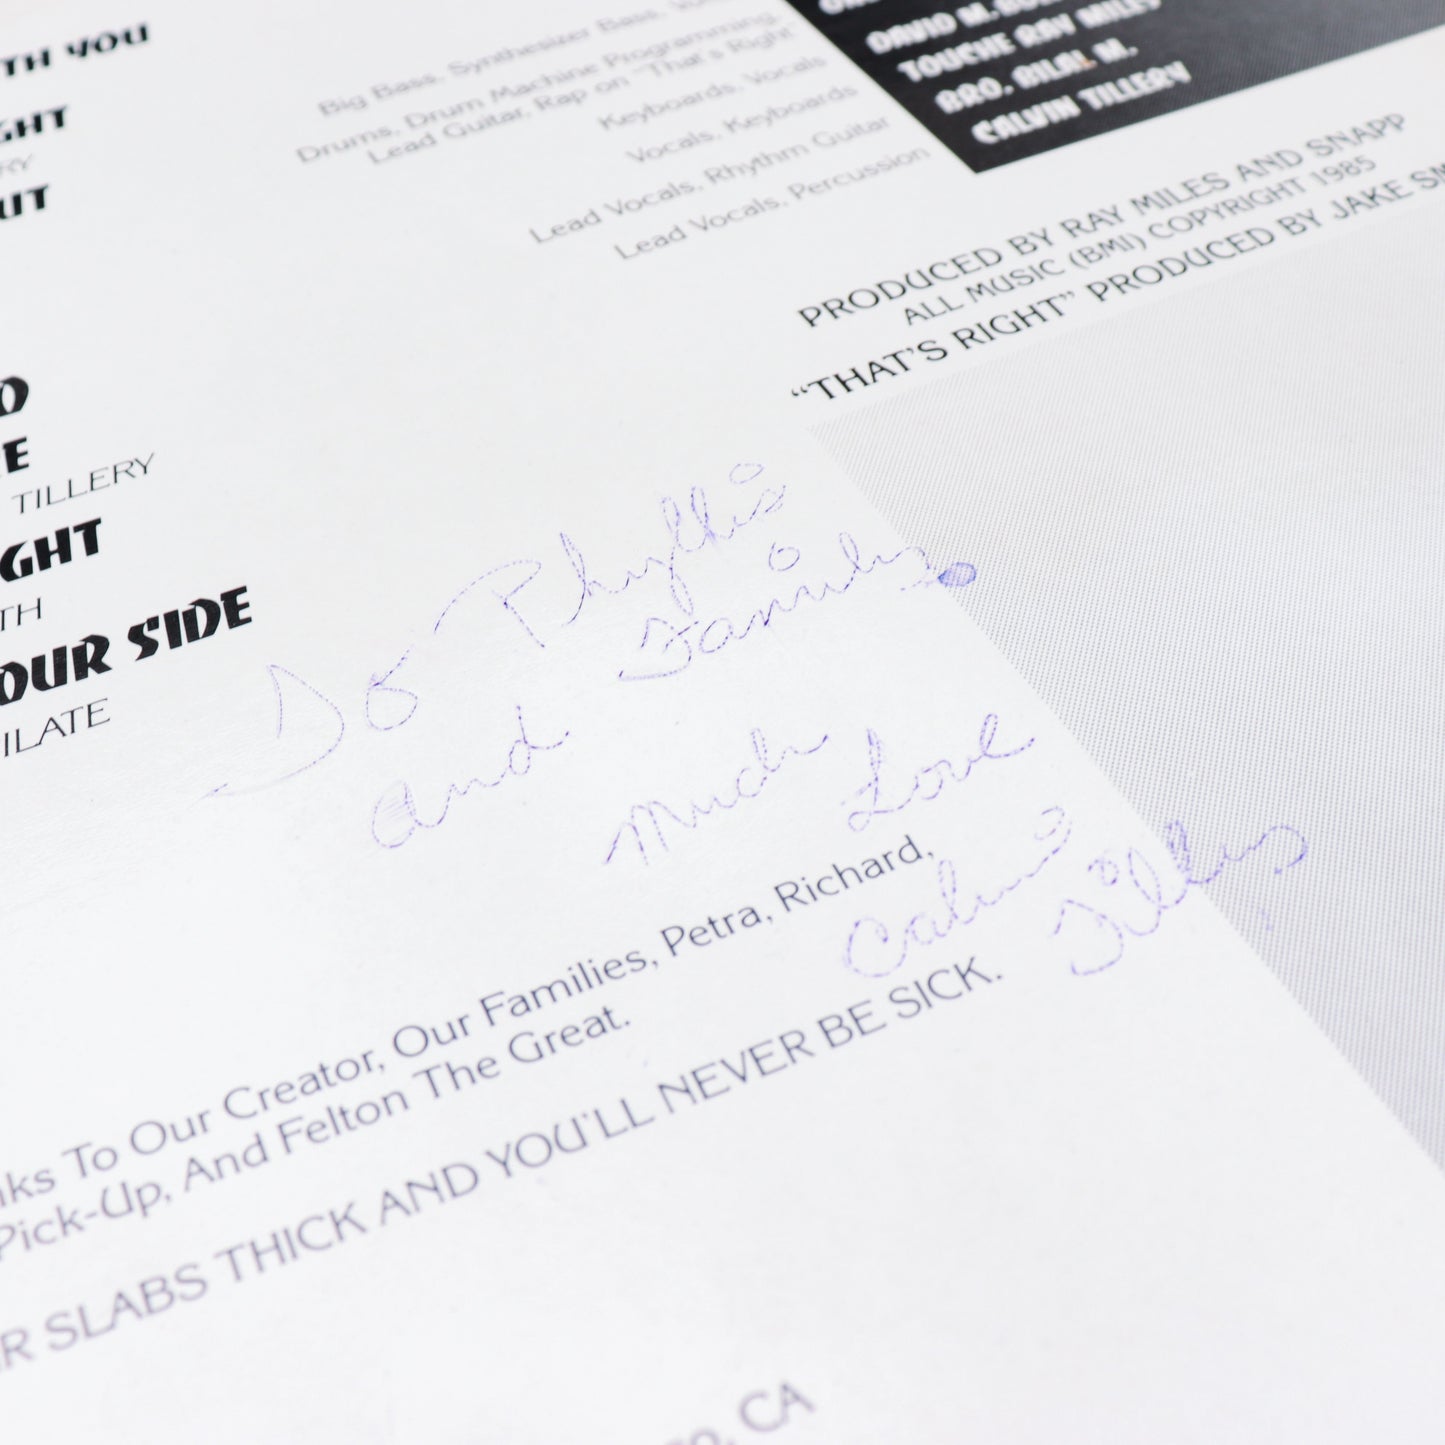 TH YOU
GHT
RY
UT
D
E
TILLERY
GHT
TH
OUR SIDE
ILATE
Big Bass, Synthesizer Bass,
Drums, Drum Machine Programming,
Lead Guitar, Rap on "That's Right
Keyboards, Vocals
Vocals, Keyboards
Lead Vocals, Rhythm Guitar
Lead Vocals, Percussion
DAVID M.
TOUCHE RAY MILES
BRO. BILAL M.
CALVIN TILLERY
PRODUCED BY RAY MILES AND SNAPP
ALL MUSIC (BMI) COPYRIGHT 1985
"THAT'S RIGHT" PRODUCED BY JAKE SM
To Phyllis
and Family
Much Love
Calvin Tillery
nks To Our Creator, Our Families, Petra, Richard,
Pick-Up, And Felton The Great.
R SLABS THICK AND YOU'LL NEVER BE SICK.
o, CA